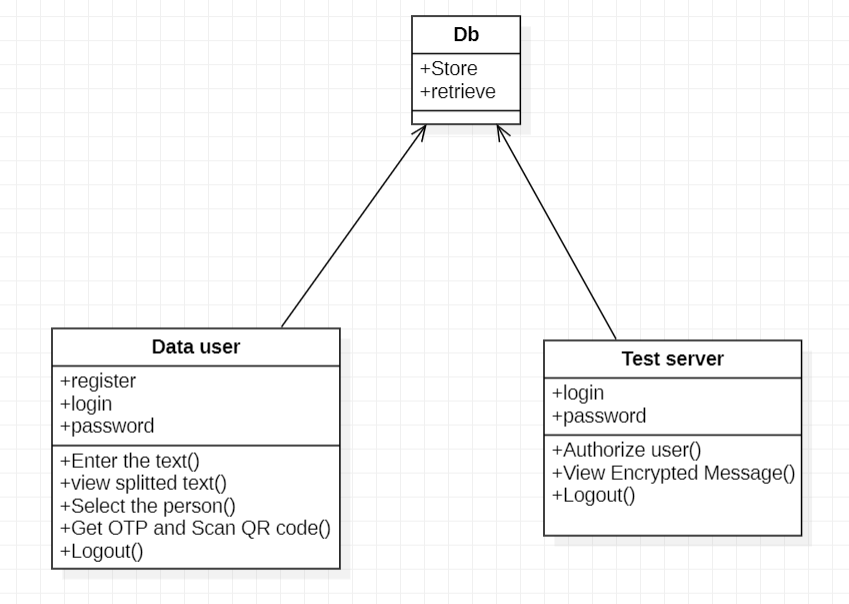 Db
+Store
+retrieve
Data user
+register
+login
+password
+Enter the text()
+view splitted text()
+Select the person()
+Get OTP and Scan QR code()
+Logout()
Test server
+login
+password
+Authorize user()
+View Encrypted Message()
+Logout()